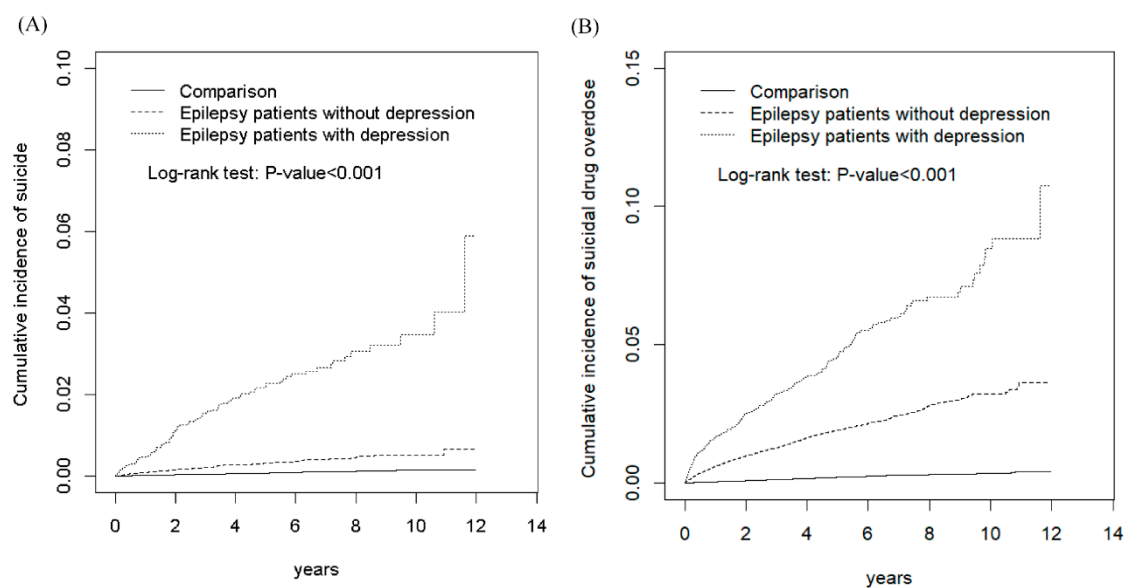 (A)
Cumulative incidence of suicide
0.10
0.08
0.06
0.04
0.02
0.00
Comparison
Epilepsy patients without depression
Epilepsy patients with depression
Log-rank test: P-value<0.001
0 2 4 6 8 10 12 14
years
(B)
Cumulative incidence of suicidal drug overdose
0.15
0.10
0.05
0.00
Comparison
Epilepsy patients without depression
Epilepsy patients with depression
Log-rank test: P-value<0.001
0 2 4 6 8 10 12 14
years